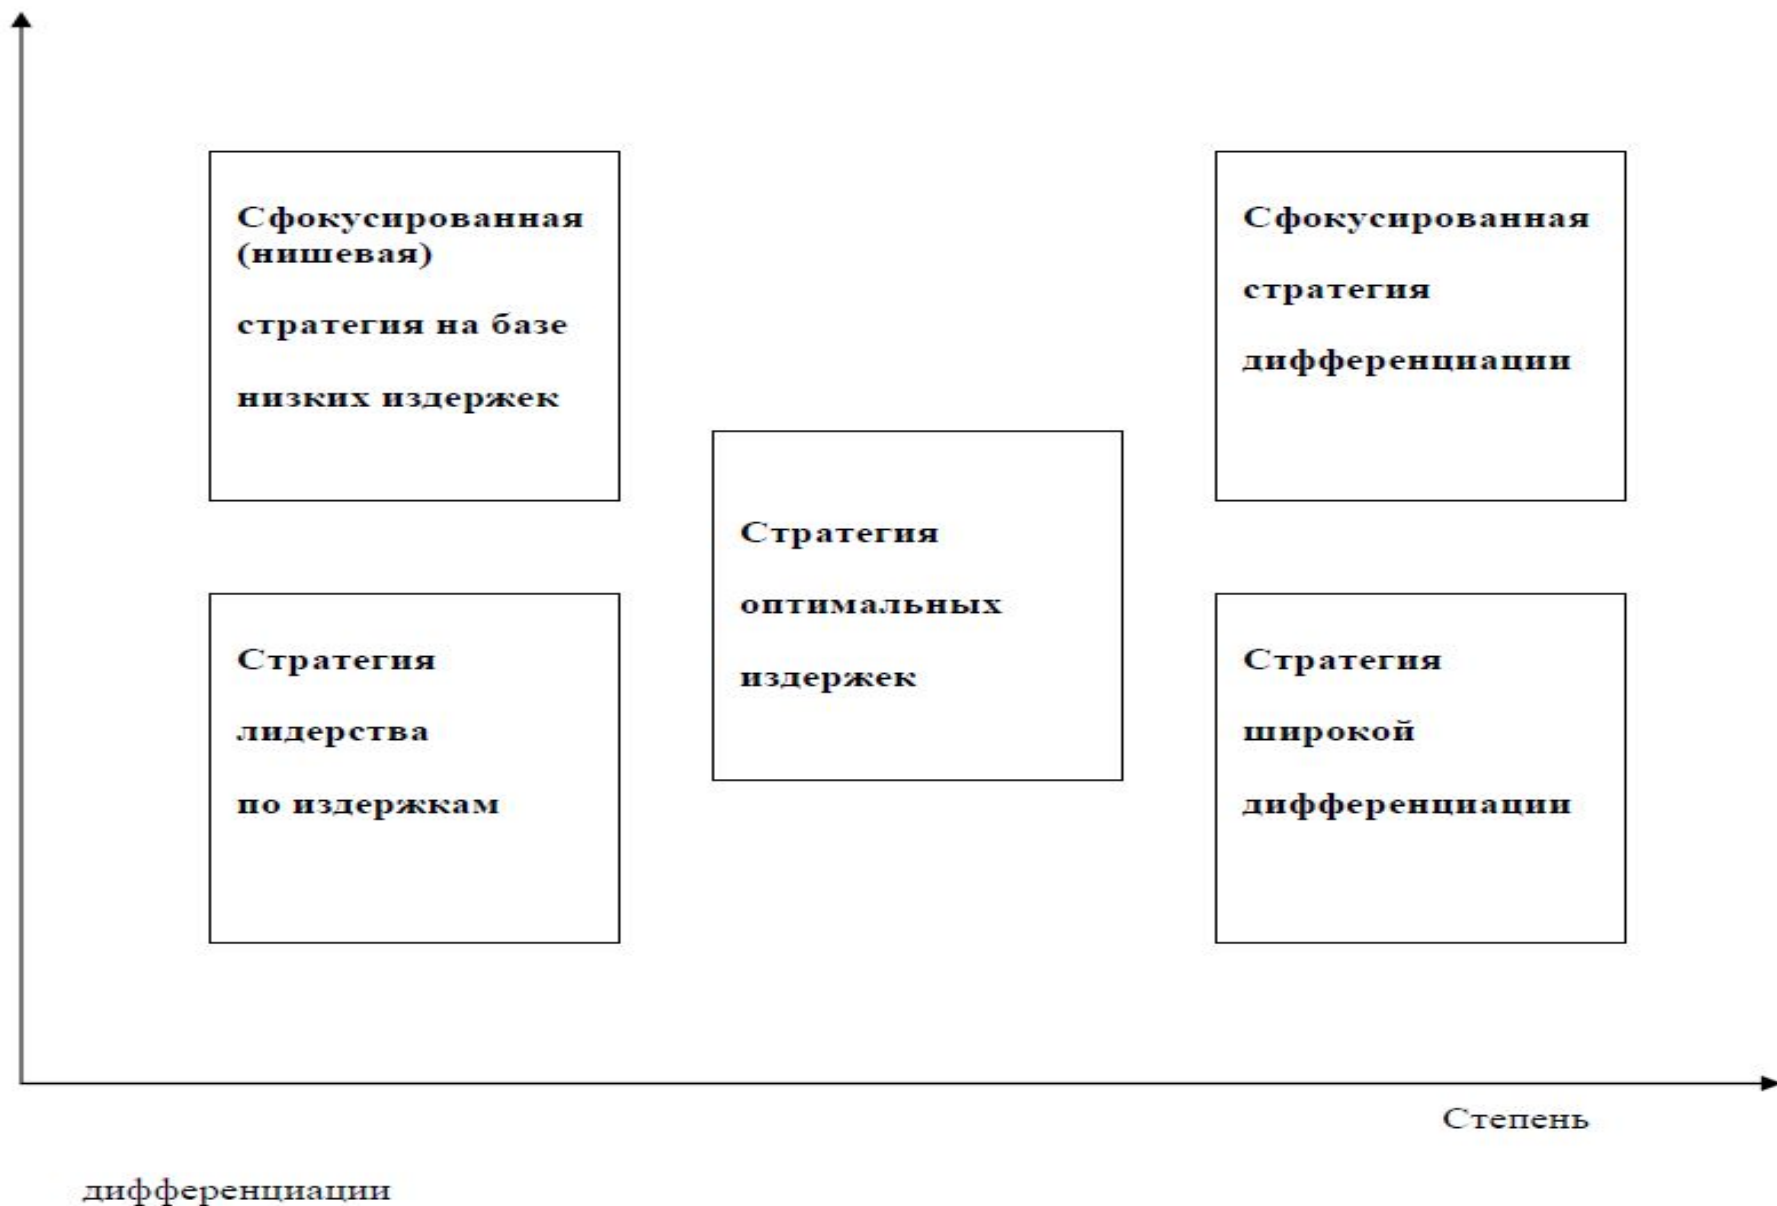 Сфокусированная
(нишевая)
стратегия на базе
низких издержек
Сфокусированная
стратегия
дифференциации
Стратегия
оптимальных
издержек
Стратегия
лидерства
по издержкам
Стратегия
широкой
дифференциации
Степень
дифференциации